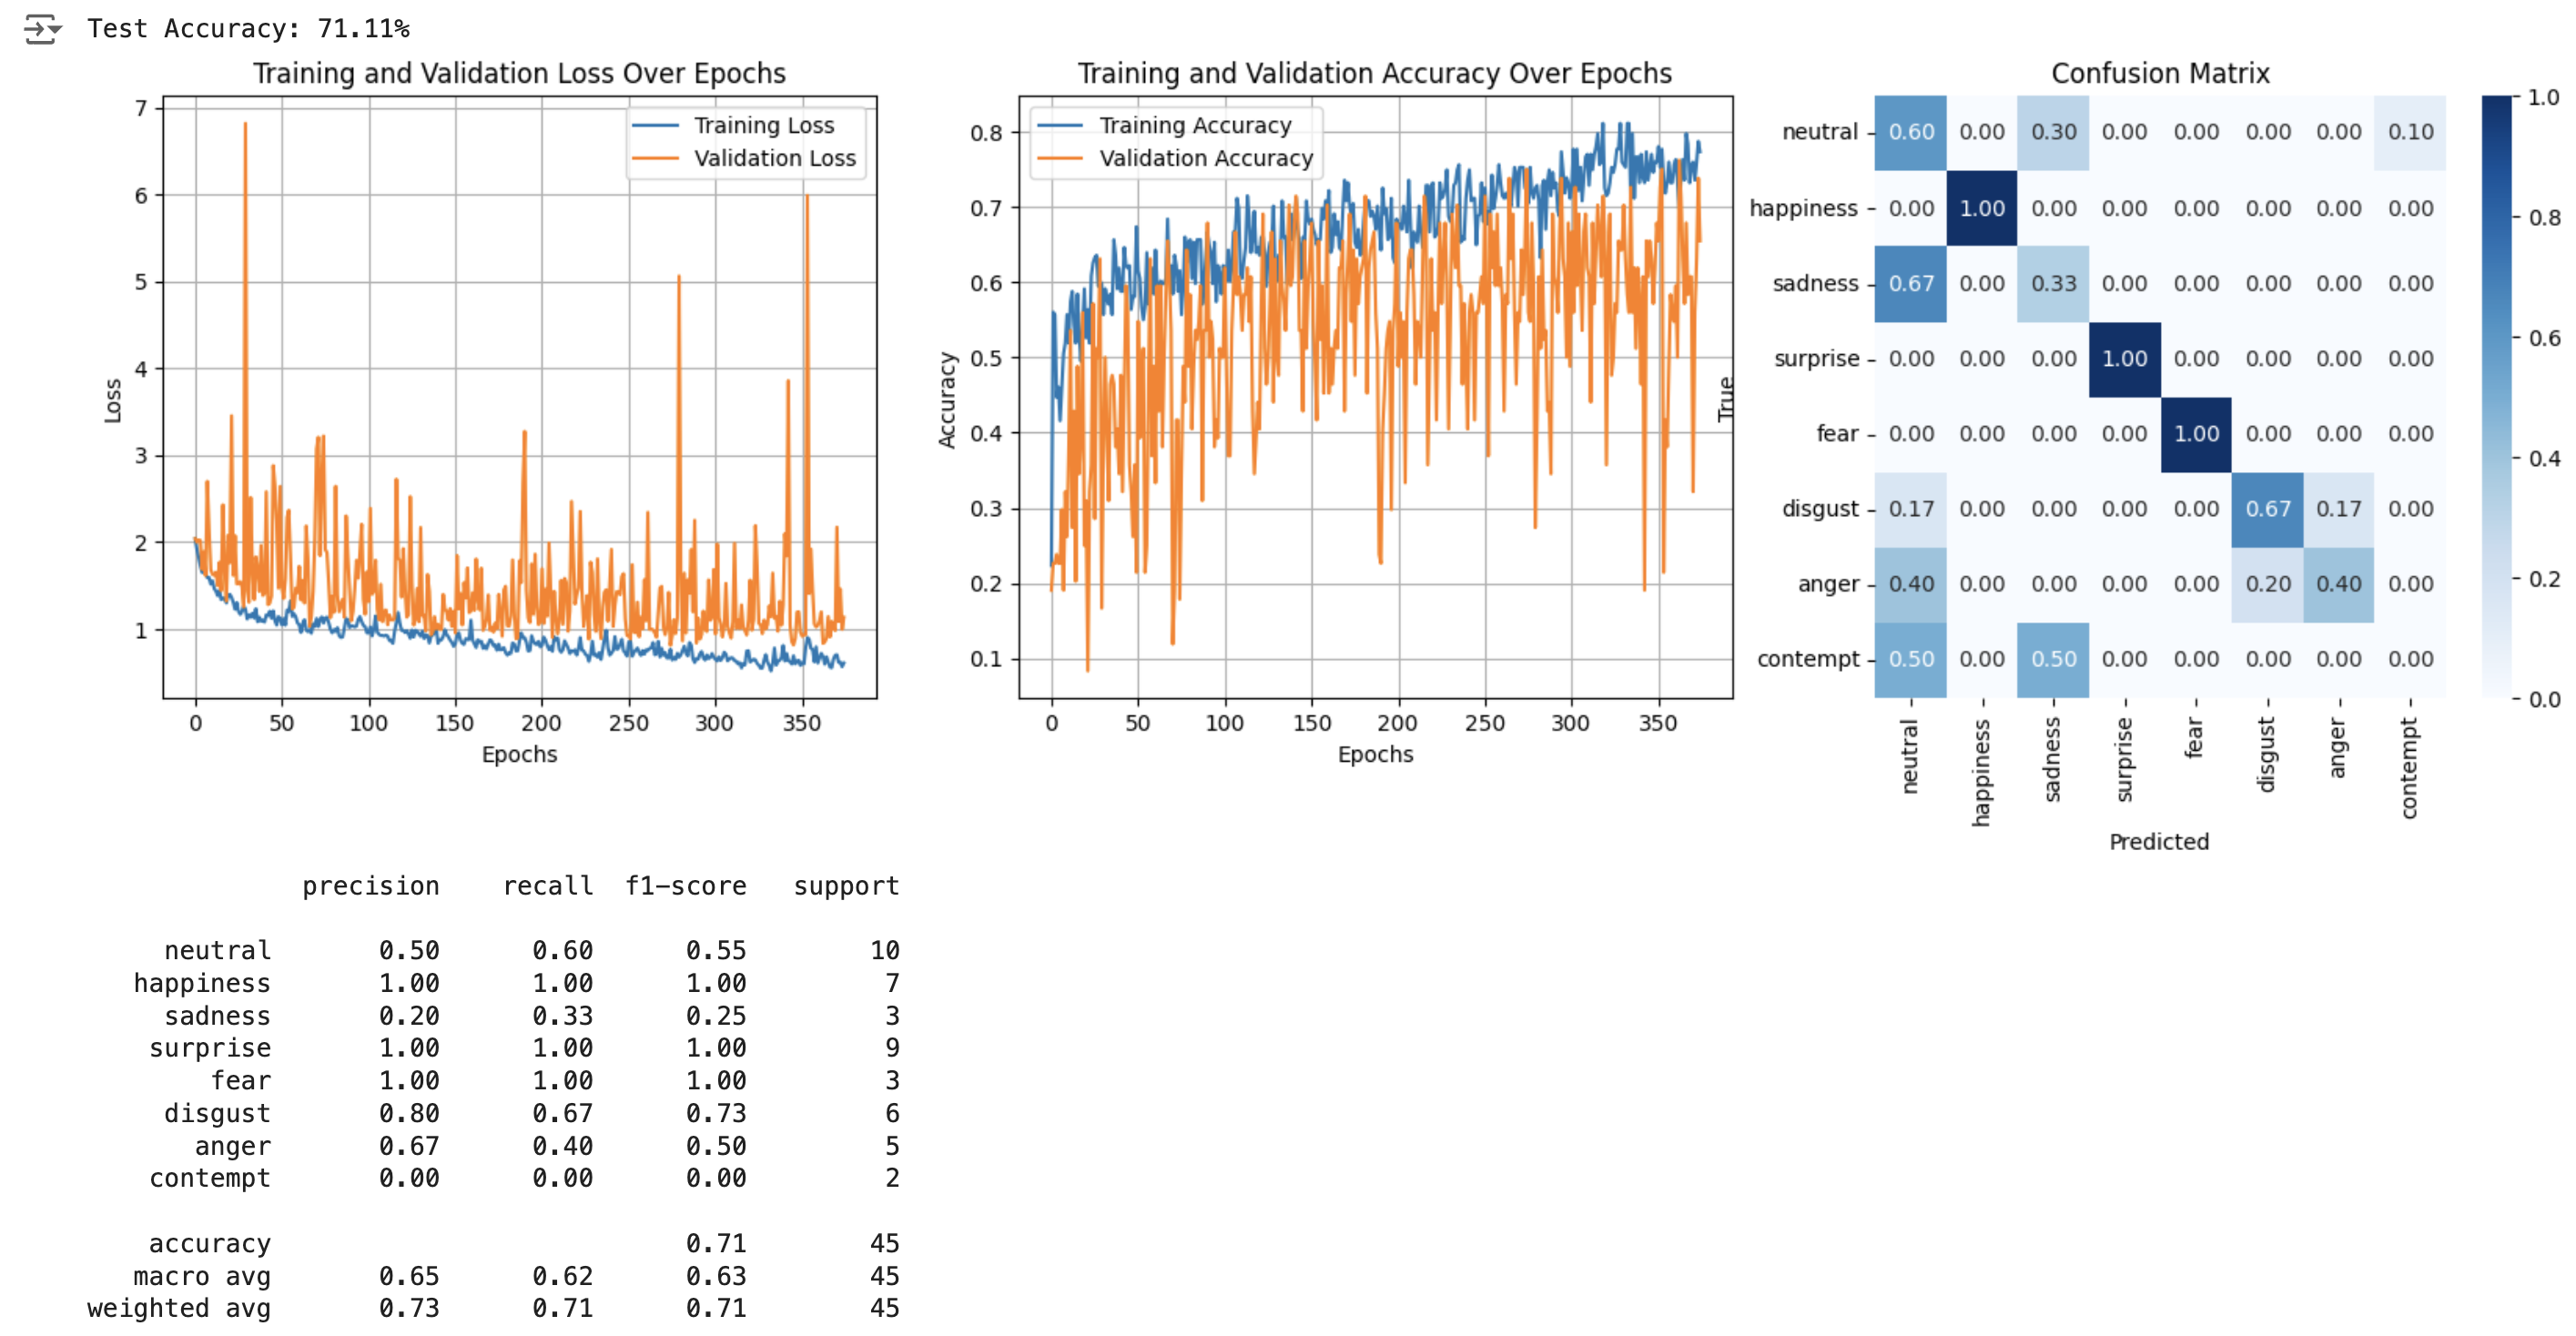 Test Accuracy: 71.11%
Training and Validation Loss Over Epochs
7
6
5
4
3
2
1
Loss
Training Loss
Validation Loss
0 50 100 150 200 250 300 350
Epochs
Training and Validation Accuracy Over Epochs
0.8
0.7
0.6
0.5
0.4
0.3
0.2
0.1
Accuracy
Training Accuracy
Validation Accuracy
0 50 100 150 200 250 300 350
Epochs
Confusion Matrix
True
neutral 0.60 0.00 0.30 0.00 0.00 0.00 0.00 0.10
happiness 0.00 1.00 0.00 0.00 0.00 0.00 0.00 0.00
sadness 0.67 0.00 0.33 0.00 0.00 0.00 0.00 0.00
surprise 0.00 0.00 0.00 1.00 0.00 0.00 0.00 0.00
fear 0.00 0.00 0.00 0.00 1.00 0.00 0.00 0.00
disgust 0.17 0.00 0.00 0.00 0.00 0.67 0.17 0.00
anger 0.40 0.00 0.00 0.00 0.00 0.20 0.40 0.00
contempt 0.50 0.00 0.50 0.00 0.00 0.00 0.00 0.00
neutral happiness sadness surprise fear disgust anger contempt
Predicted
1.0
0.8
0.6
0.4
0.2
0.0
precision recall f1-score support
neutral 0.50 0.60 0.55 10
happiness 1.00 1.00 1.00 7
sadness 0.20 0.33 0.25 3
surprise 1.00 1.00 1.00 9
fear 1.00 1.00 1.00 3
disgust 0.80 0.67 0.73 6
anger 0.67 0.40 0.50 5
contempt 0.00 0.00 0.00 2
accuracy 0.71 45
macro avg 0.65 0.62 0.63 45
weighted avg 0.73 0.71 0.71 45